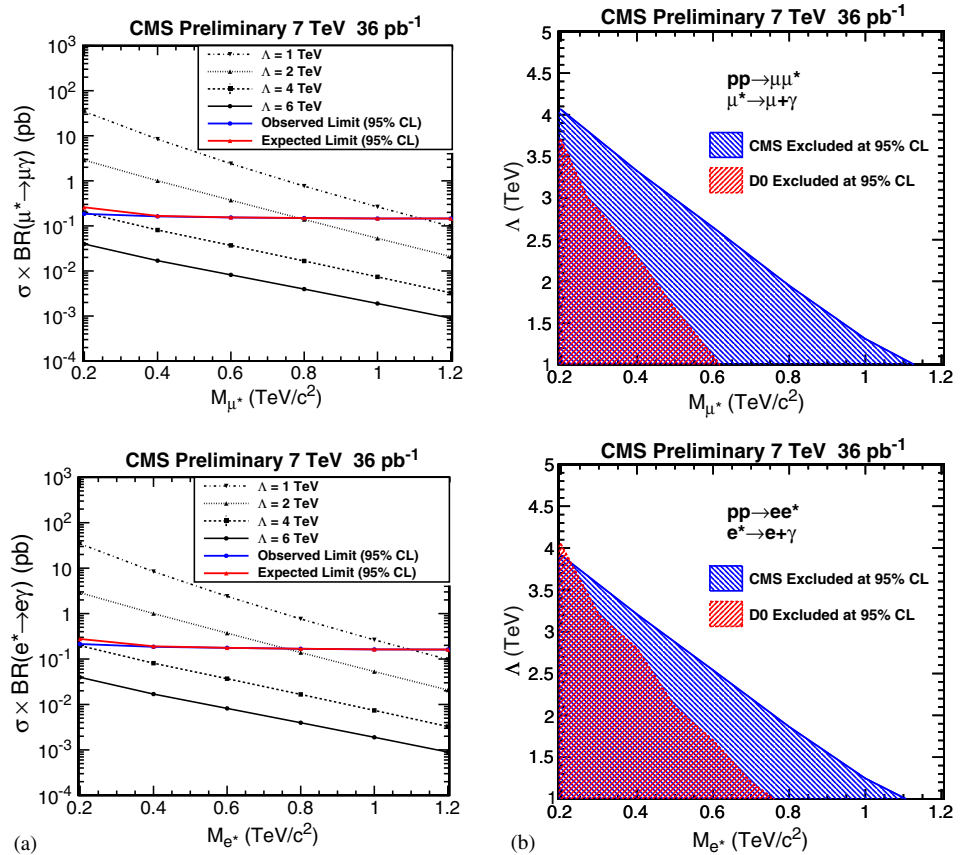 CMS Preliminary 7 TeV 36 pb⁻¹
10³
10²
10
1
10⁻¹
10⁻²
10⁻³
10⁻⁴
σ × BR(μ*→μγ) (pb)
Λ = 1 TeV
Λ = 2 TeV
Λ = 4 TeV
Λ = 6 TeV
Observed Limit (95% CL)
Expected Limit (95% CL)
0.2 0.4 0.6 0.8 1 1.2
M_μ* (TeV/c²)
CMS Preliminary 7 TeV 36 pb⁻¹
5
4.5
4
3.5
3
2.5
2
1.5
1
Λ (TeV)
pp→μμ*
μ*→μ+γ
CMS Excluded at 95% CL
D0 Excluded at 95% CL
0.2 0.4 0.6 0.8 1 1.2
M_μ* (TeV/c²)
CMS Preliminary 7 TeV 36 pb⁻¹
10³
10²
10
1
10⁻¹
10⁻²
10⁻³
10⁻⁴
σ × BR(e*→eγ) (pb)
Λ = 1 TeV
Λ = 2 TeV
Λ = 4 TeV
Λ = 6 TeV
Observed Limit (95% CL)
Expected Limit (95% CL)
0.2 0.4 0.6 0.8 1 1.2
M_e* (TeV/c²)
(a)
CMS Preliminary 7 TeV 36 pb⁻¹
5
4.5
4
3.5
3
2.5
2
1.5
1
Λ (TeV)
pp→ee*
e*→e+γ
CMS Excluded at 95% CL
D0 Excluded at 95% CL
0.2 0.4 0.6 0.8 1 1.2
M_e* (TeV/c²)
(b)